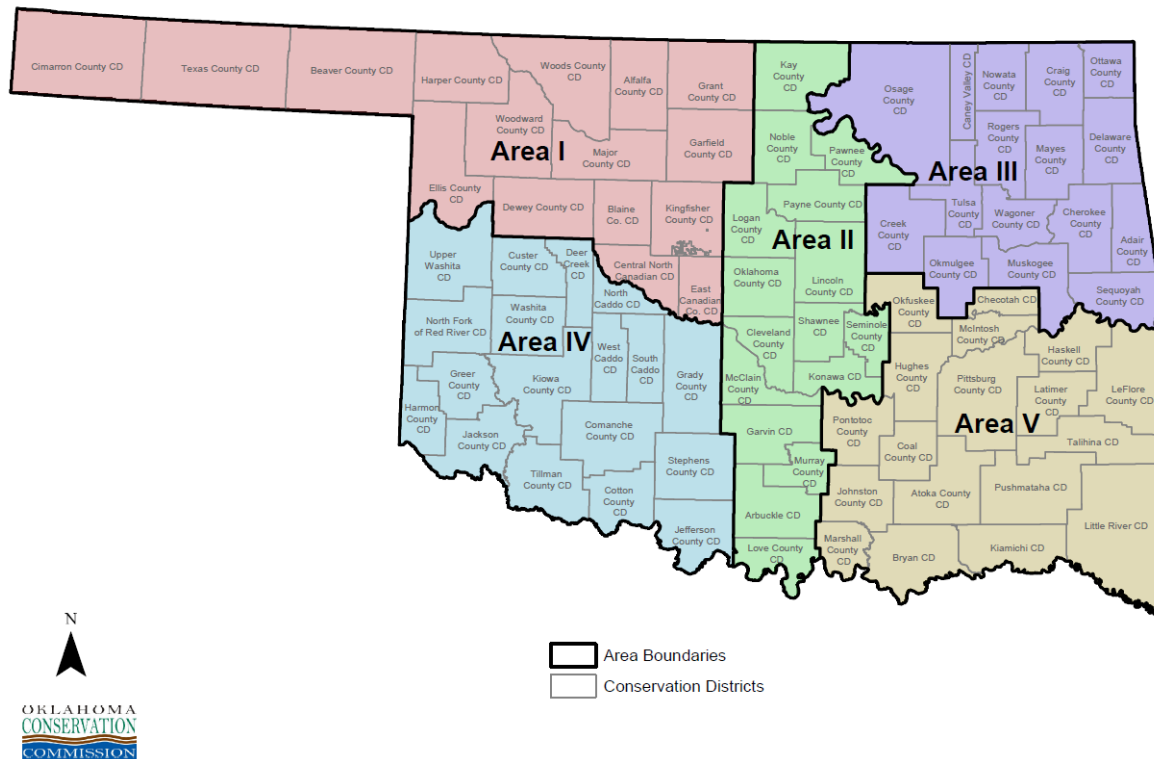 Cimarron County CD
Texas County CD
Beaver County CD
Harper County CD
Woods County
CD
Alfalfa
County CD
Grant
County CD
Woodward
County CD
Major
County CD
Garfield
County CD
Area I
Ellis County
CD
Dewey County CD
Blaine
Co. CD
Kingfisher
County CD
Central North
Canadian CD
East
Canadian
Co. CD
Kay
County
CD
Noble
County
CD
Pawnee
County
CD
Payne County CD
Logan
County
CD
Area II
Oklahoma
County CD
Lincoln
County CD
Cleveland
County
CD
Shawnee
CD
Seminole
County
CD
McClain
County
CD
Konawa CD
Garvin CD
Murray
County
CD
Arbuckle CD
Love County
CD
Osage
County
CD
Caney Valley CD
Nowata
County
CD
Craig
County
CD
Ottawa
County
CD
Rogers
County
CD
Mayes
County
CD
Delaware
County
CD
Area III
Creek
County
CD
Tulsa
County
CD
Wagoner
County CD
Cherokee
County
CD
Adair
County
CD
Okmulgee
County CD
Muskogee
County CD
Sequoyah
County CD
Upper
Washita
CD
Custer
County CD
Deer
Creek
CD
North
Caddo CD
North Fork
of Red River CD
Washita
County CD
Area IV
West
Caddo
CD
South
Caddo
CD
Grady
County
CD
Greer
County
CD
Kiowa
County CD
Harmon
County
CD
Jackson
County CD
Comanche
County CD
Stephens
County CD
Tillman
County CD
Cotton
County
CD
Jefferson
County CD
Okfuskee
County
CD
Checotah CD
McIntosh
County CD
Haskell
County
CD
Hughes
County
CD
Pittsburg
County CD
Latimer
County
CD
LeFlore
County CD
Area V
Pontotoc
CD
Coal
County
CD
Talihina CD
Johnston
County
CD
Atoka County
CD
Pushmataha CD
Little River CD
Marshall
County
CD
Bryan CD
Kiamichi CD
N
Area Boundaries
Conservation Districts
OKLAHOMA
CONSERVATION
COMMISSION